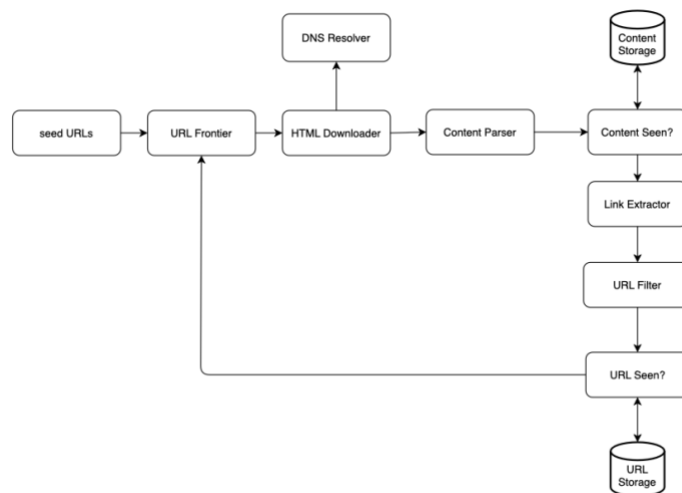 DNS Resolver
Content
Storage
seed URLs
URL Frontier
HTML Downloader
Content Parser
Content Seen?
Link Extractor
URL Filter
URL Seen?
URL
Storage